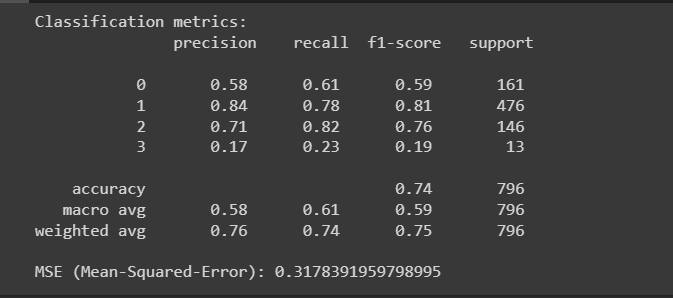 Classification metrics:
precision recall f1-score support
0 0.58 0.61 0.59 161
1 0.84 0.78 0.81 476
2 0.71 0.82 0.76 146
3 0.17 0.23 0.19 13
accuracy 0.74 796
macro avg 0.58 0.61 0.59 796
weighted avg 0.76 0.74 0.75 796
MSE (Mean-Squared-Error): 0.3178391959798995